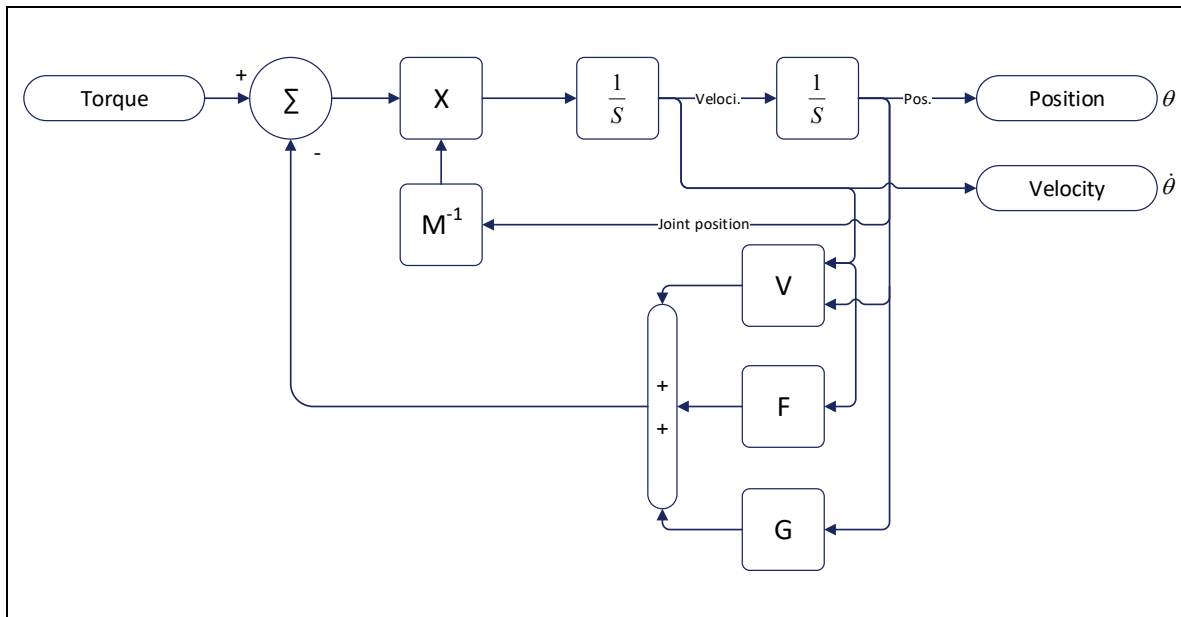 Torque
+
Σ
-
X
1
S
Veloci.
1
S
Pos.
Position
θ
Velocity
θ̇
M⁻¹
Joint position
V
+
+
F
G